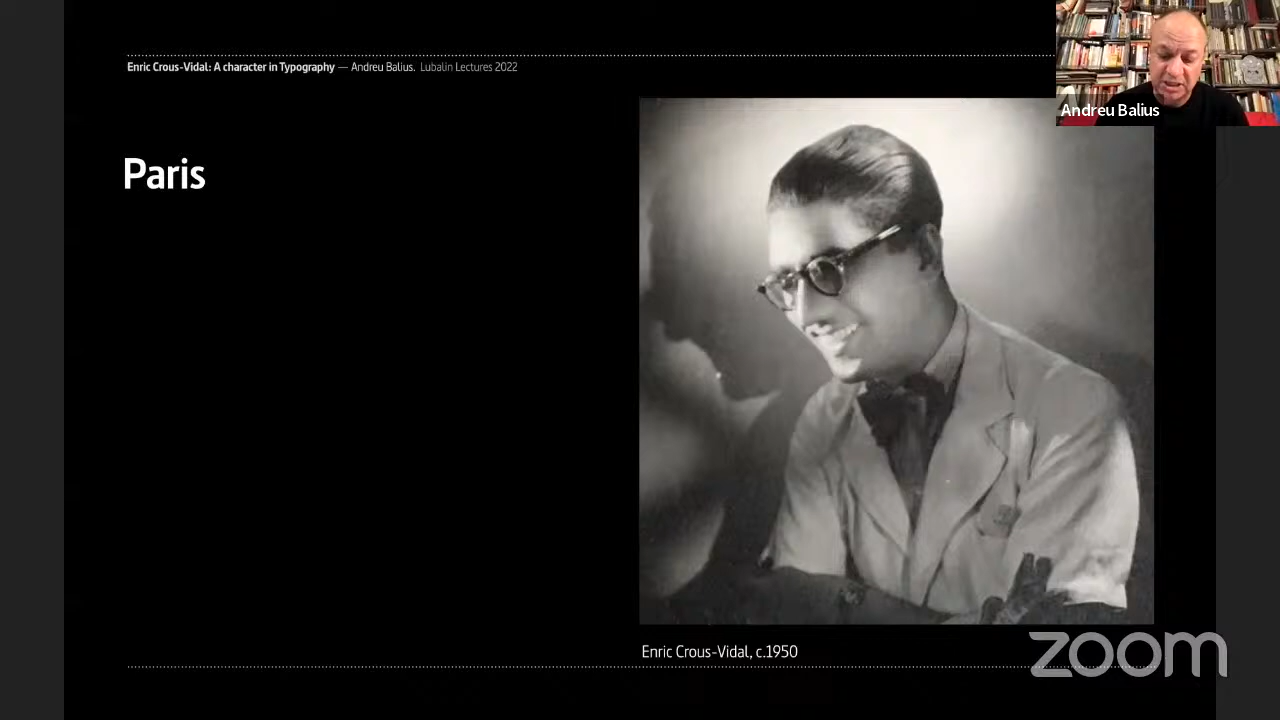 Enric Crous-Vidal: A character in Typography — Andreu Balius. Lubalin Lectures 2022
Andreu Balius
Paris
Enric Crous-Vidal, c.1950
zoom